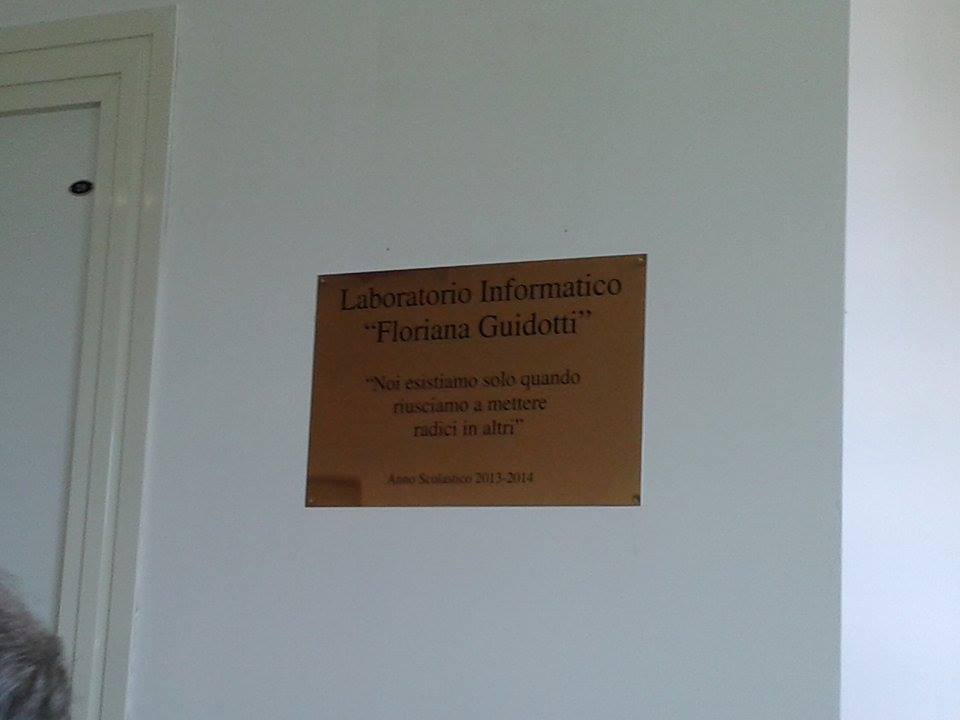 Laboratorio Informatico
“Floriana Guidotti”
“Noi esistiamo solo quando
riusciamo a mettere
radici in altri”
Anno Scolastico 2013-2014